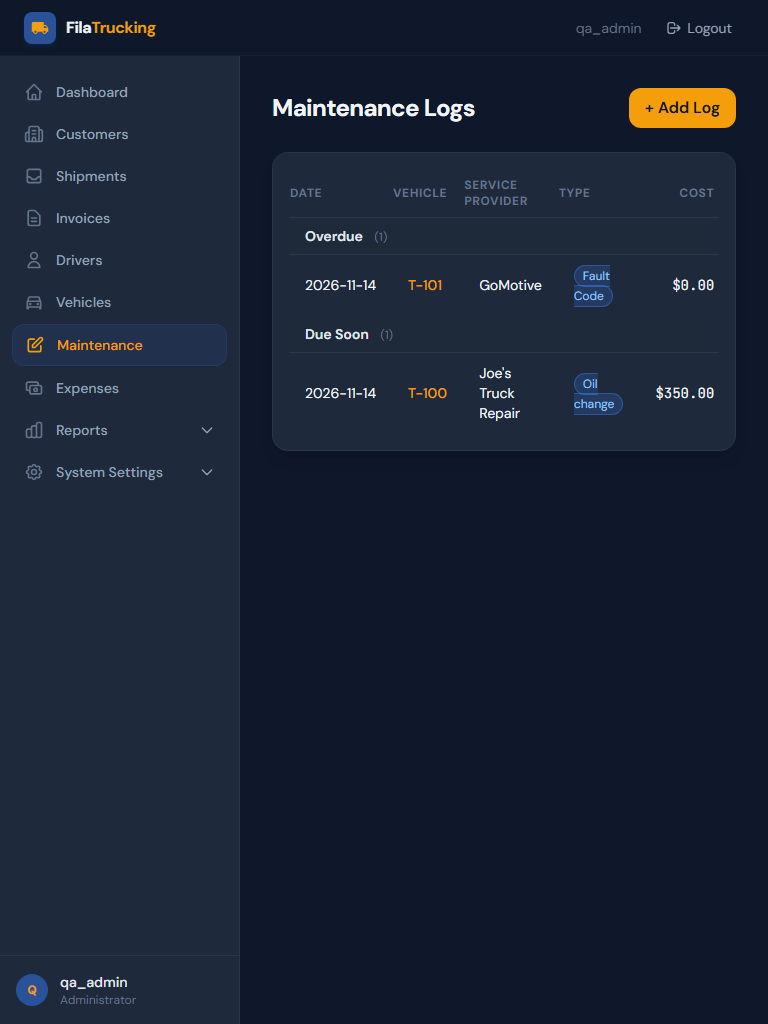 FilaTrucking
qa_admin
Logout
Dashboard
Customers
Shipments
Invoices
Drivers
Vehicles
Maintenance
Expenses
Reports
System Settings
qa_admin
Administrator
Q
Maintenance Logs
+ Add Log
DATE VEHICLE SERVICE PROVIDER TYPE COST
Overdue (1)
2026-11-14 T-101 GoMotive Fault Code $0.00
Due Soon (1)
2026-11-14 T-100 Joe's Truck Repair Oil change $350.00